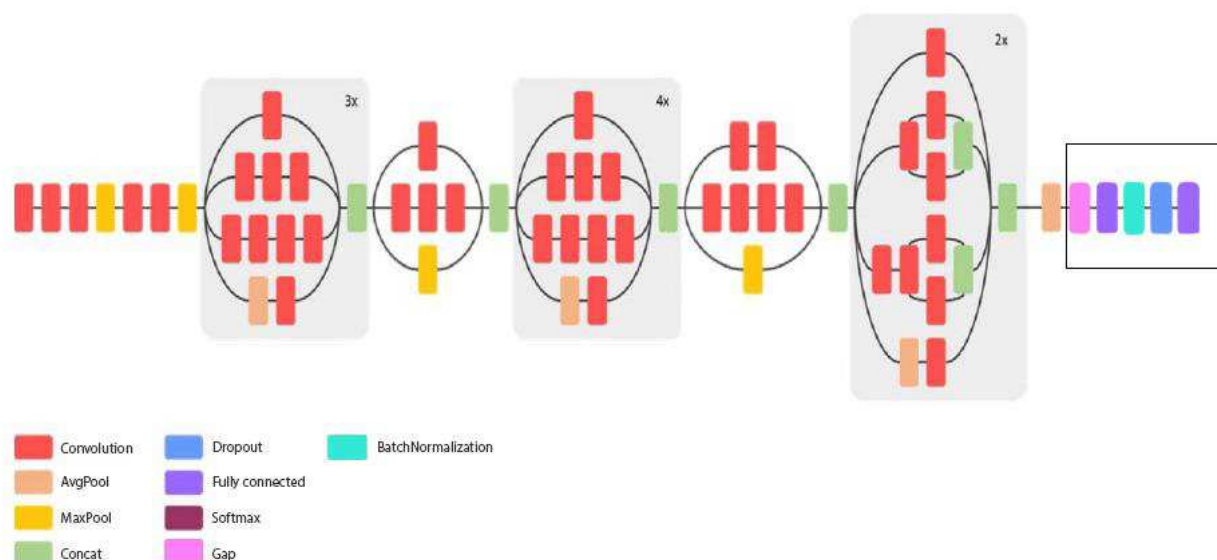 2x
3x
4x
Convolution
Dropout
BatchNormalization
AvgPool
Fully connected
MaxPool
Softmax
Concat
Gap